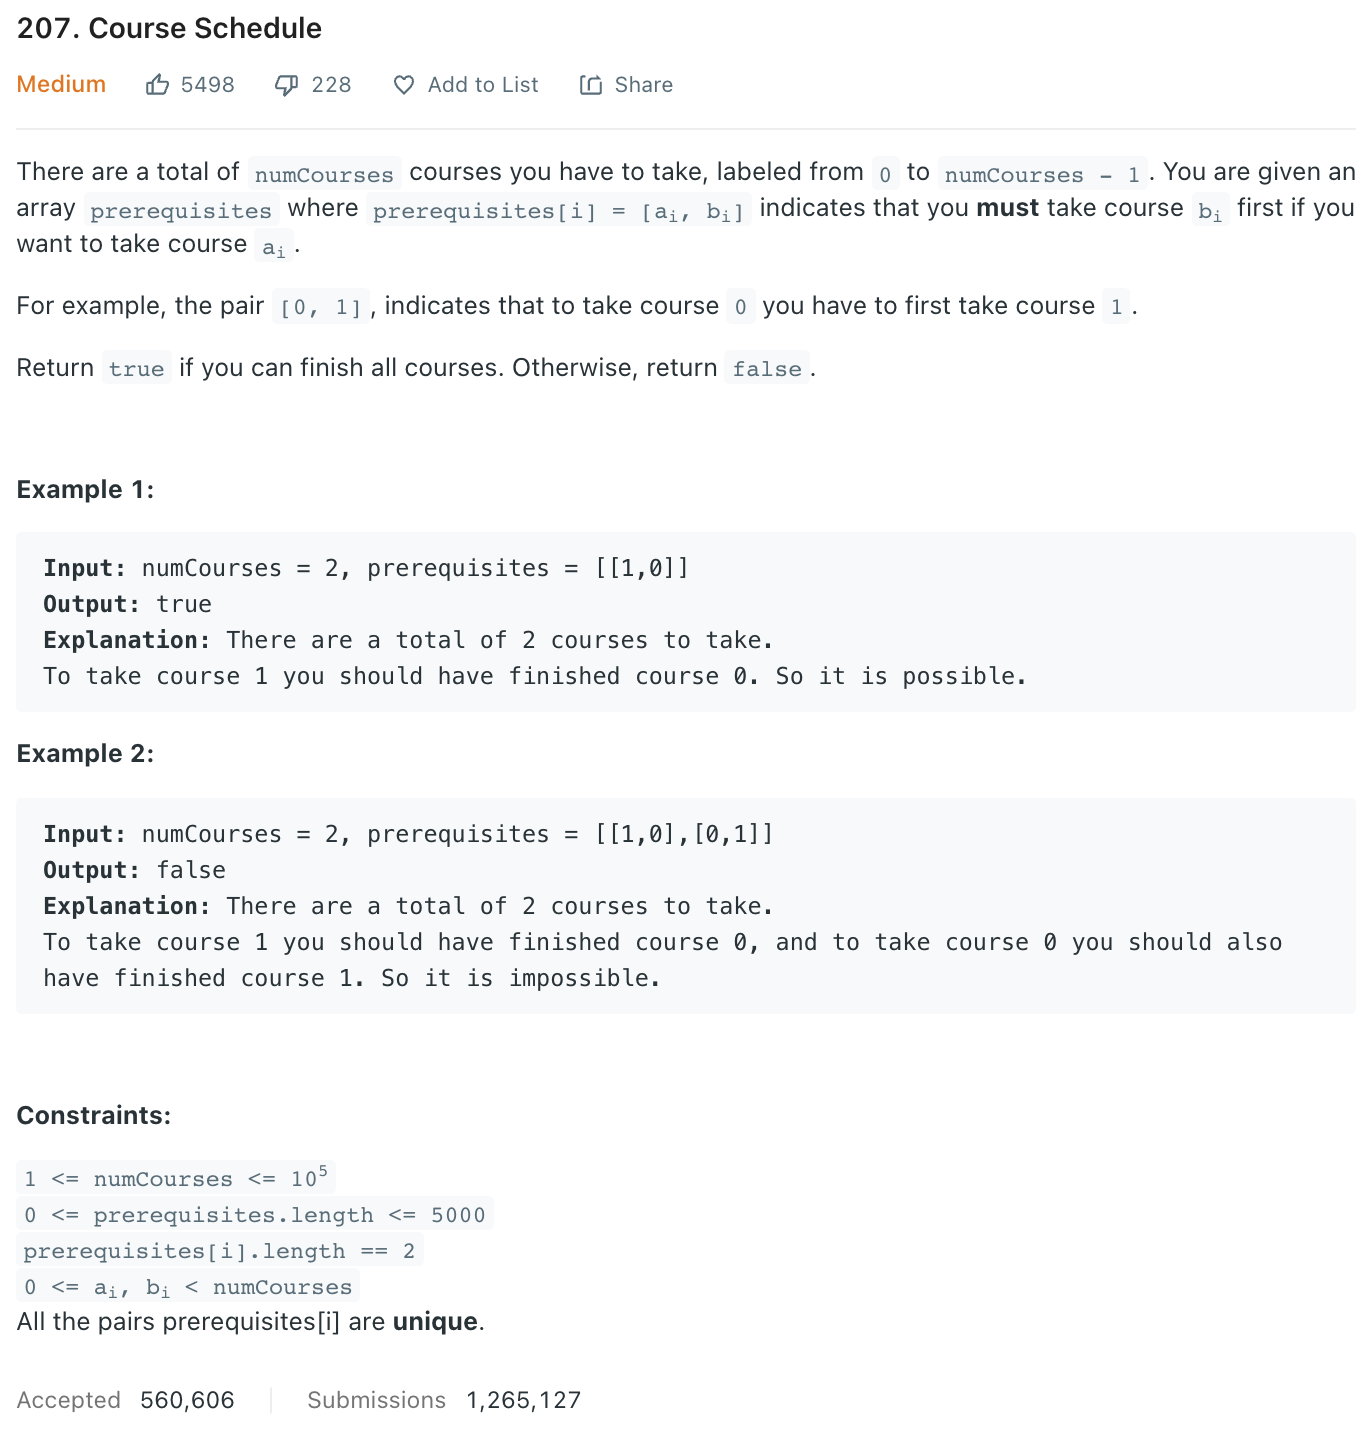 207. Course Schedule
Medium 5498 228 Add to List Share
There are a total of numCourses courses you have to take, labeled from 0 to numCourses - 1. You are given an
array prerequisites where prerequisites[i] = [aᵢ, bᵢ] indicates that you must take course bᵢ first if you
want to take course aᵢ.
For example, the pair [0, 1], indicates that to take course 0 you have to first take course 1.
Return true if you can finish all courses. Otherwise, return false.
Example 1:
Input: numCourses = 2, prerequisites = [[1,0]]
Output: true
Explanation: There are a total of 2 courses to take.
To take course 1 you should have finished course 0. So it is possible.
Example 2:
Input: numCourses = 2, prerequisites = [[1,0],[0,1]]
Output: false
Explanation: There are a total of 2 courses to take.
To take course 1 you should have finished course 0, and to take course 0 you should also
have finished course 1. So it is impossible.
Constraints:
1 <= numCourses <= 10⁵
0 <= prerequisites.length <= 5000
prerequisites[i].length == 2
0 <= aᵢ, bᵢ < numCourses
All the pairs prerequisites[i] are unique.
Accepted 560,606 Submissions 1,265,127